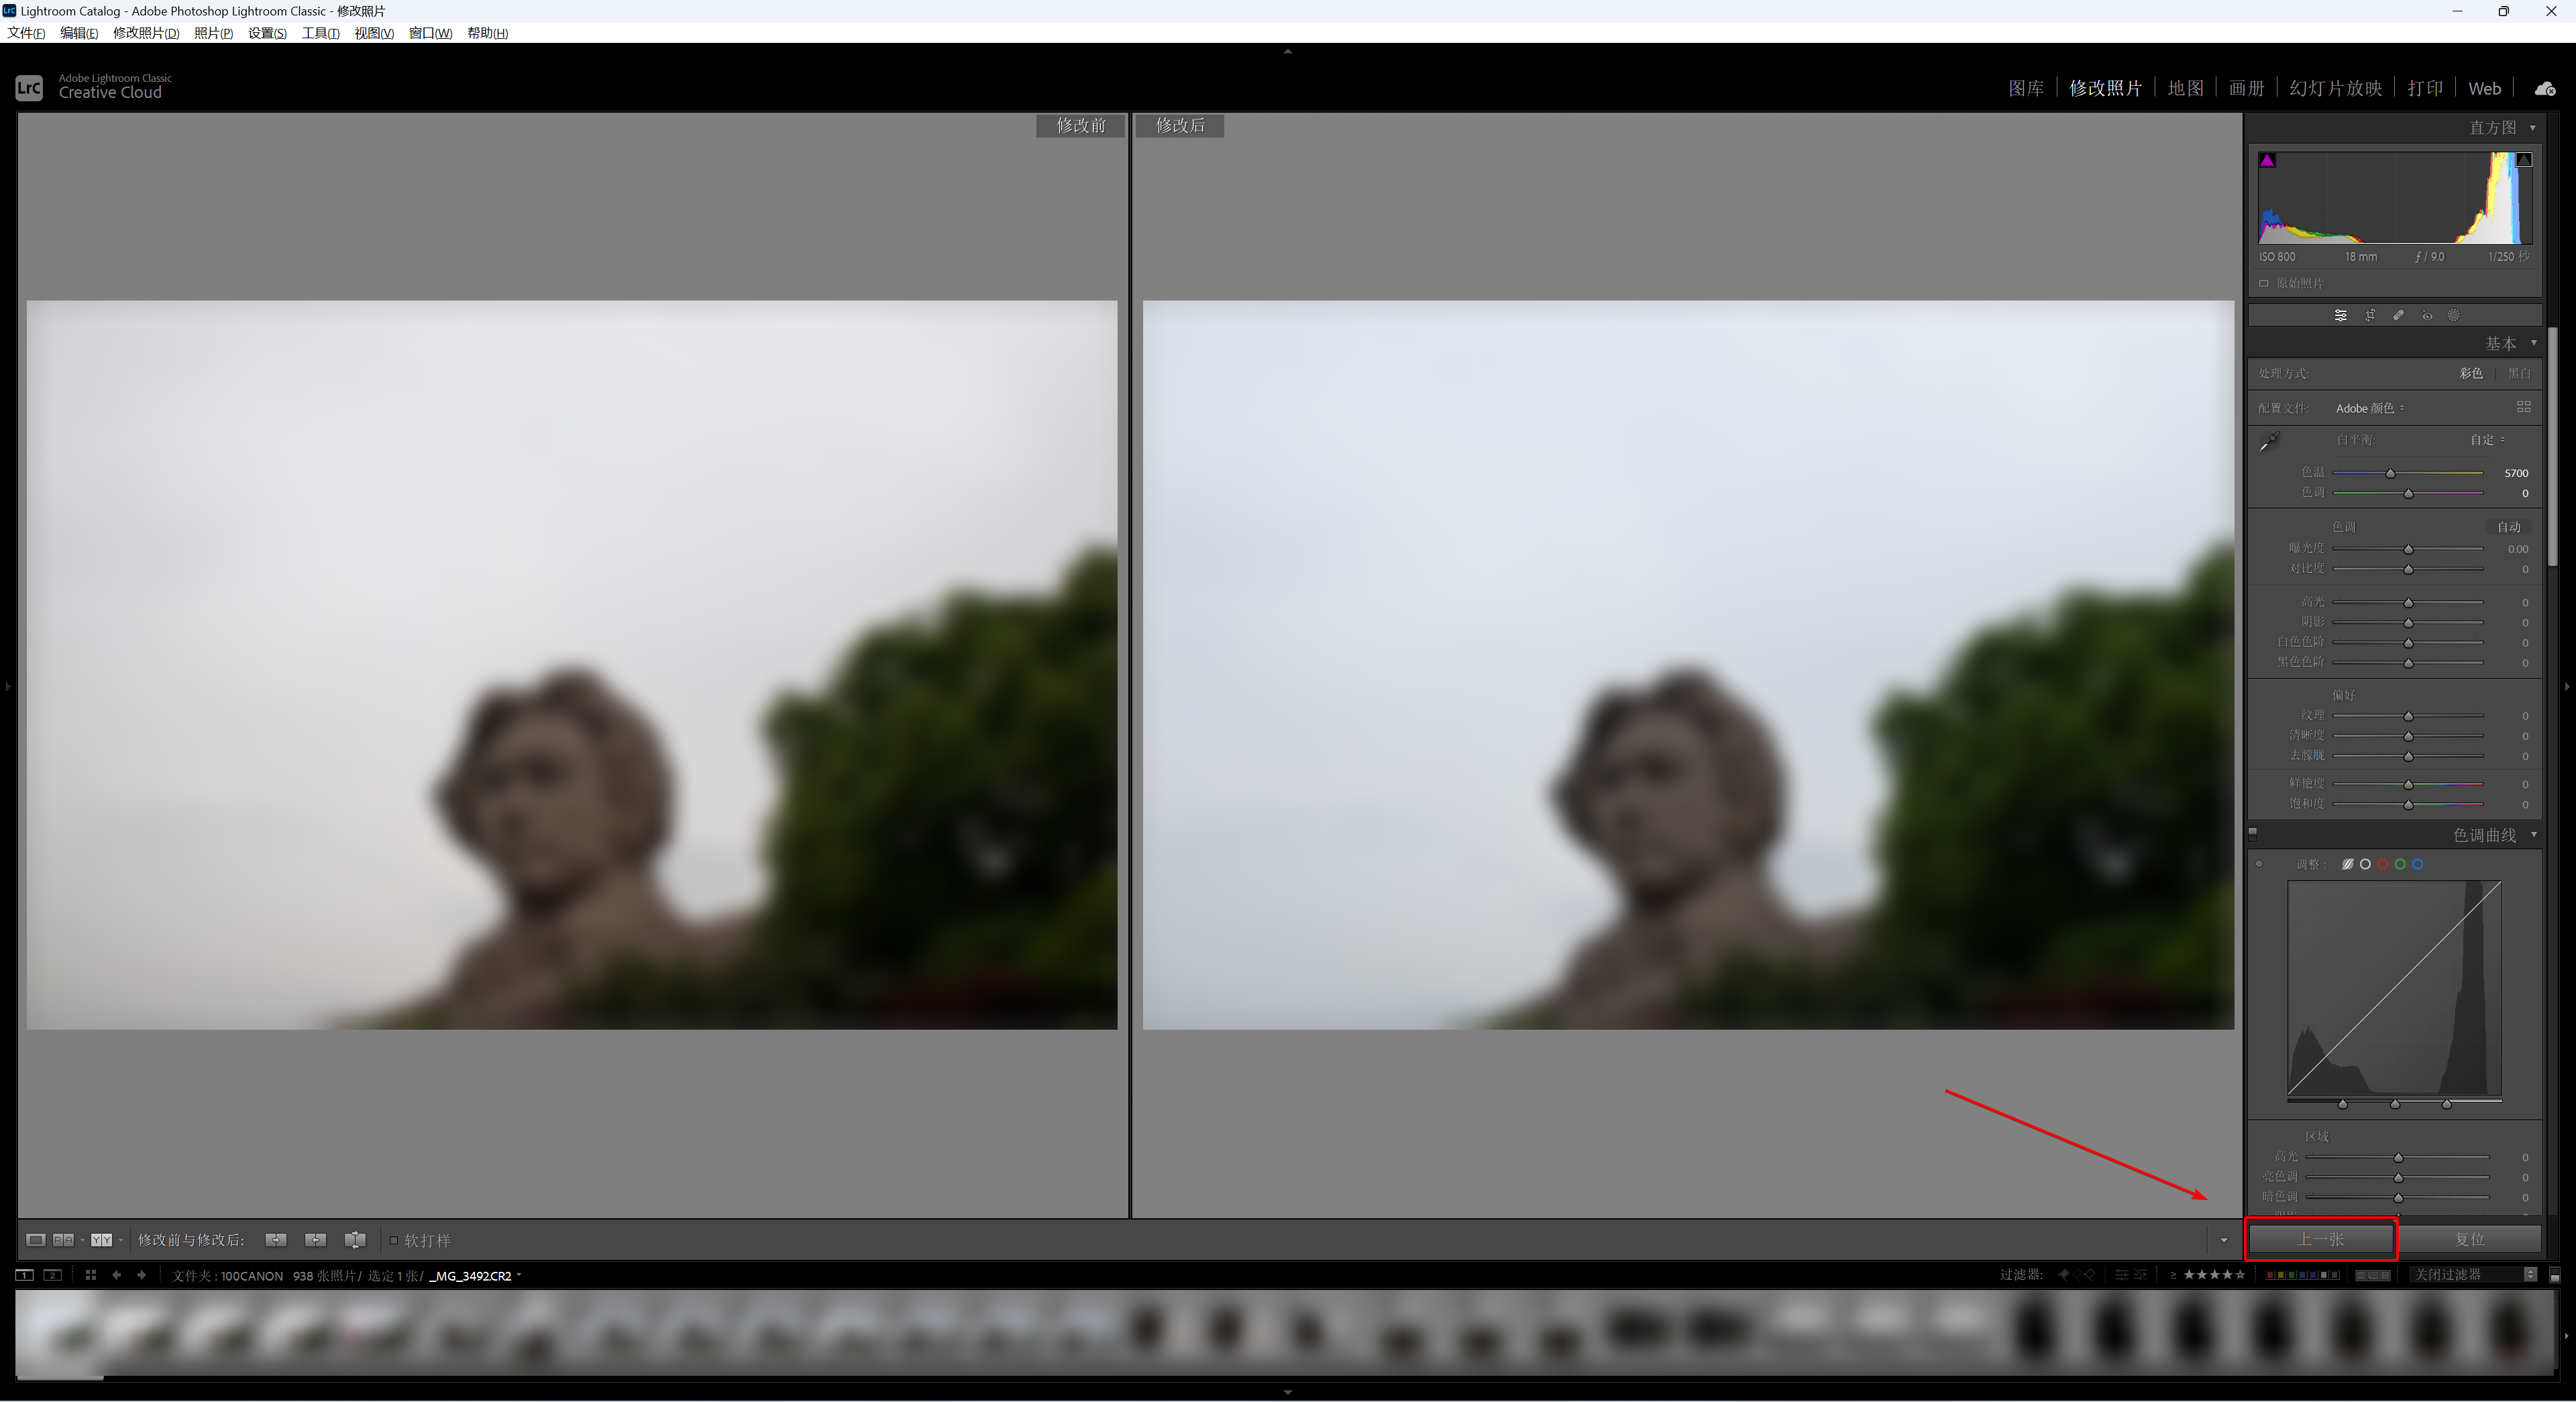 Lightroom Catalog - Adobe Photoshop Lightroom Classic - 修改照片
文件(F) 编辑(E) 修改照片(D) 照片(P) 设置(S) 工具(T) 视图(V) 窗口(W) 帮助(H)
LrC
Adobe Lightroom Classic
Creative Cloud
图库 修改照片 地图 画册 幻灯片放映 打印 Web
修改前
修改后
直方图
ISO 800 18 mm ƒ / 9.0 1/250 秒
原始照片
基本
处理方式: 彩色 黑白
配置文件: Adobe 颜色
白平衡: 自定
色温 5700
色调 0
色调 自动
曝光度 0.00
对比度 0
高光 0
阴影 0
白色色阶 0
黑色色阶 0
偏好
纹理 0
清晰度 0
去朦胧 0
鲜艳度 0
饱和度 0
色调曲线
调整:
区域
高光 0
亮色调 0
暗色调 0
修改前与修改后: 软打样
上一张 复位
1 2 文件夹 : 100CANON 938 张照片/ 选定 1 张/ _MG_3492.CR2
过滤器: ≥ ★★★★☆ 关闭过滤器